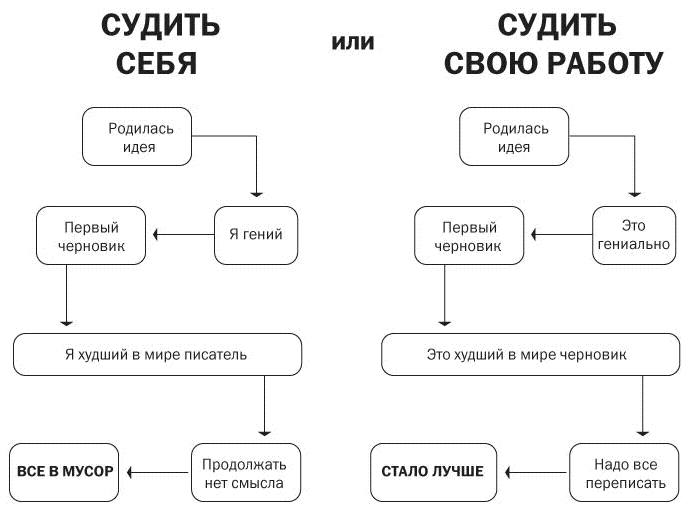 СУДИТЬ
СЕБЯ
или
СУДИТЬ
СВОЮ РАБОТУ
Родилась
идея
Я гений
Первый
черновик
Я худший в мире писатель
Продолжать
нет смысла
ВСЕ В МУСОР
Родилась
идея
Это
гениально
Первый
черновик
Это худший в мире черновик
Надо все
переписать
СТАЛО ЛУЧШЕ